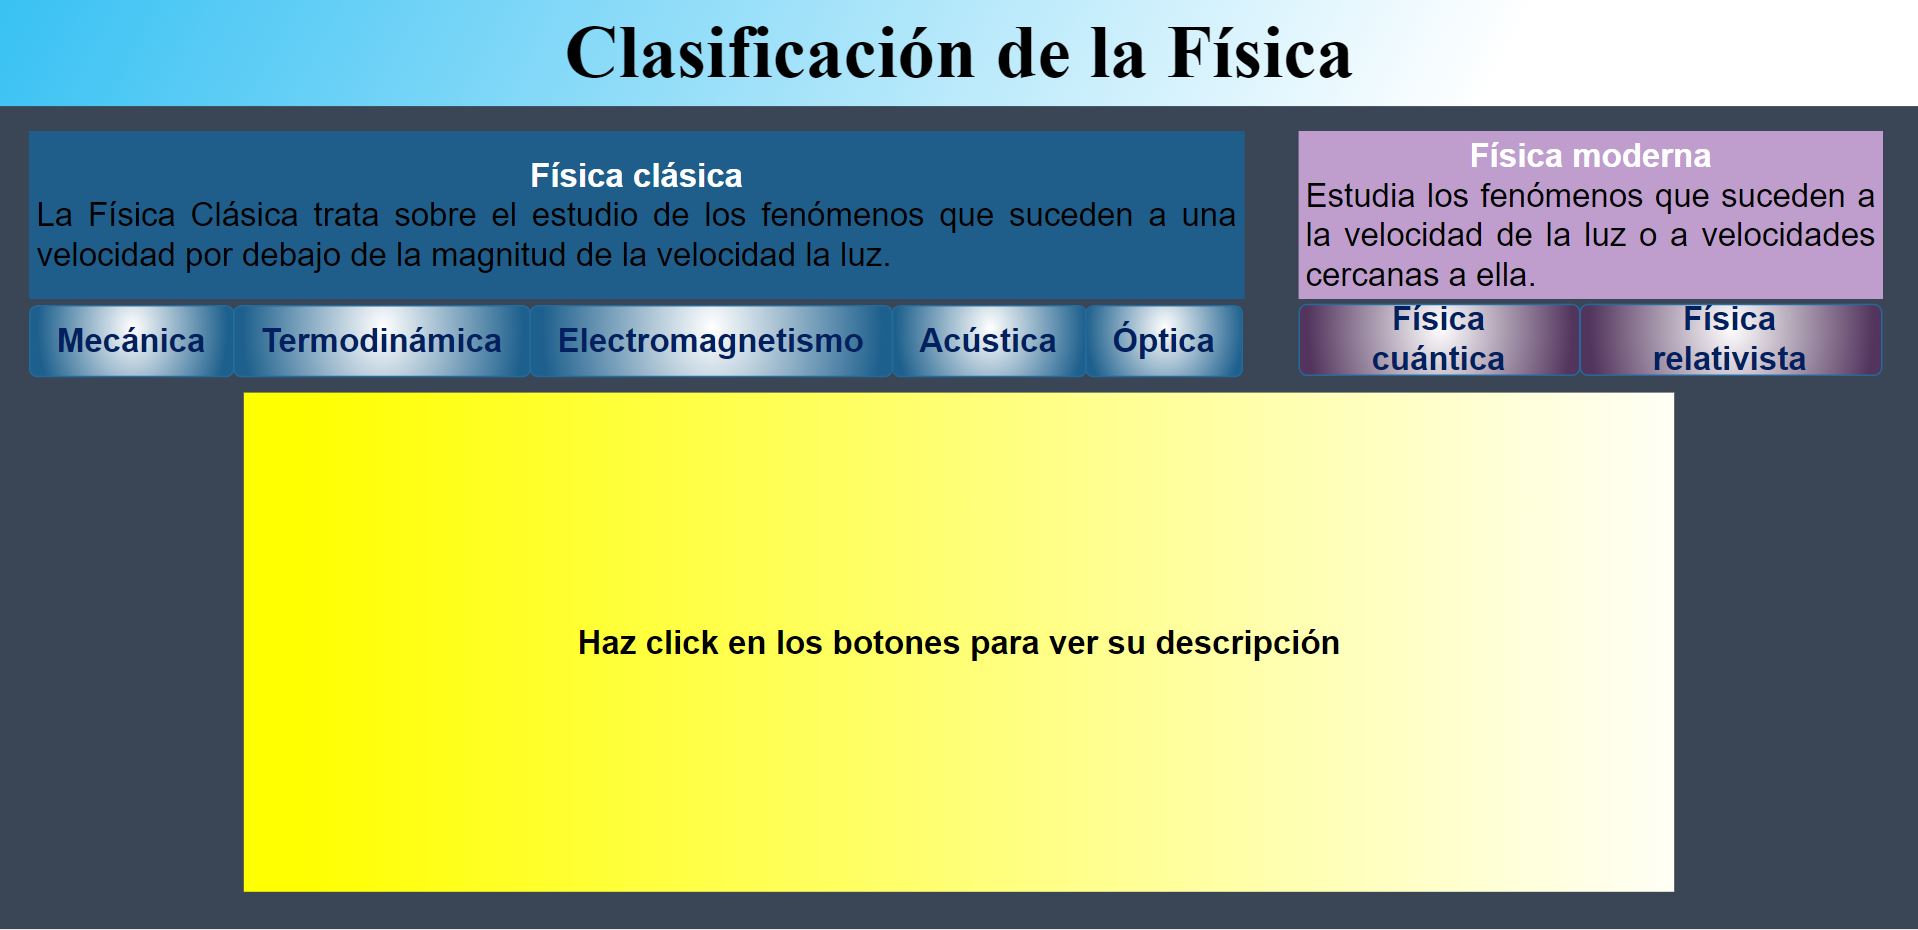 Clasificación de la Física
Física clásica
La Física Clásica trata sobre el estudio de los fenómenos que suceden a una
velocidad por debajo de la magnitud de la velocidad la luz.
Física moderna
Estudia los fenómenos que suceden a
la velocidad de la luz o a velocidades
cercanas a ella.
Mecánica
Termodinámica
Electromagnetismo
Acústica
Óptica
Física
cuántica
Física
relativista
Haz click en los botones para ver su descripción